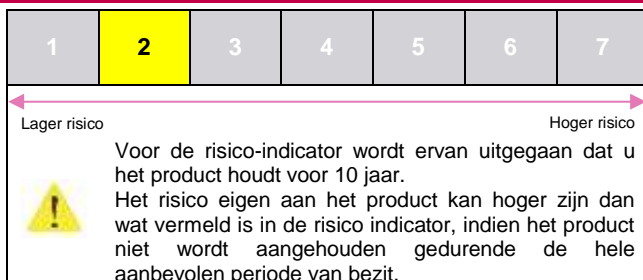 1 2 3 4 5 6 7
Lager risico Hoger risico
Voor de risico-indicator wordt ervan uitgegaan dat u
het product houdt voor 10 jaar.
Het risico eigen aan het product kan hoger zijn dan
wat vermeld is in de risico indicator, indien het product
niet wordt aangehouden gedurende de hele
aanbevolen periode van bezit.